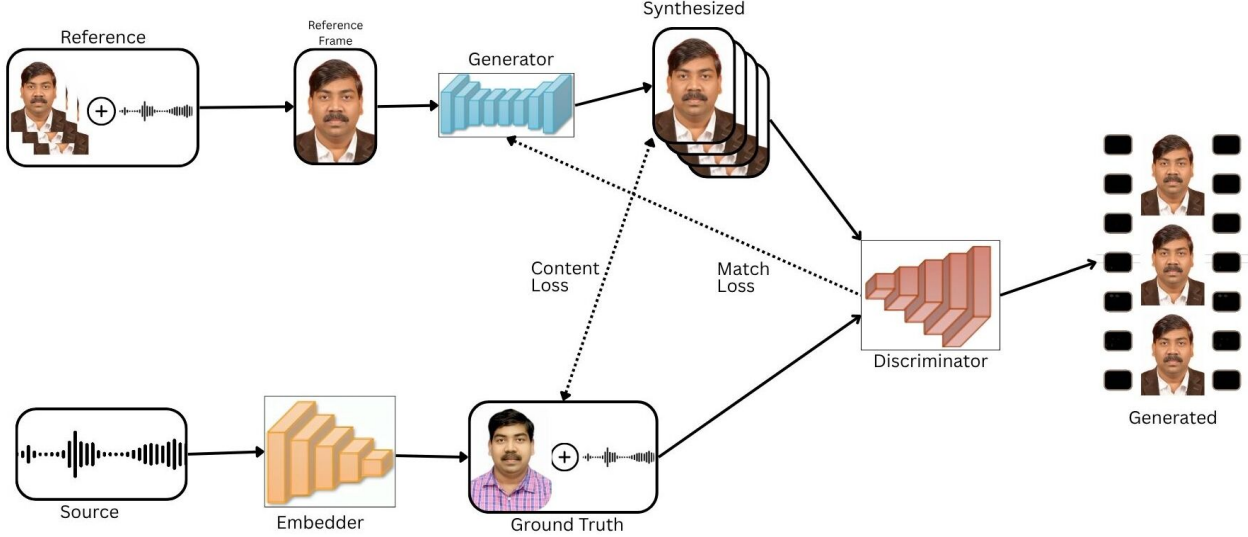 Synthesized
Reference
Frame
Reference
Generator
Content
Loss
Match
Loss
Discriminator
Generated
Source
Embedder
Ground Truth